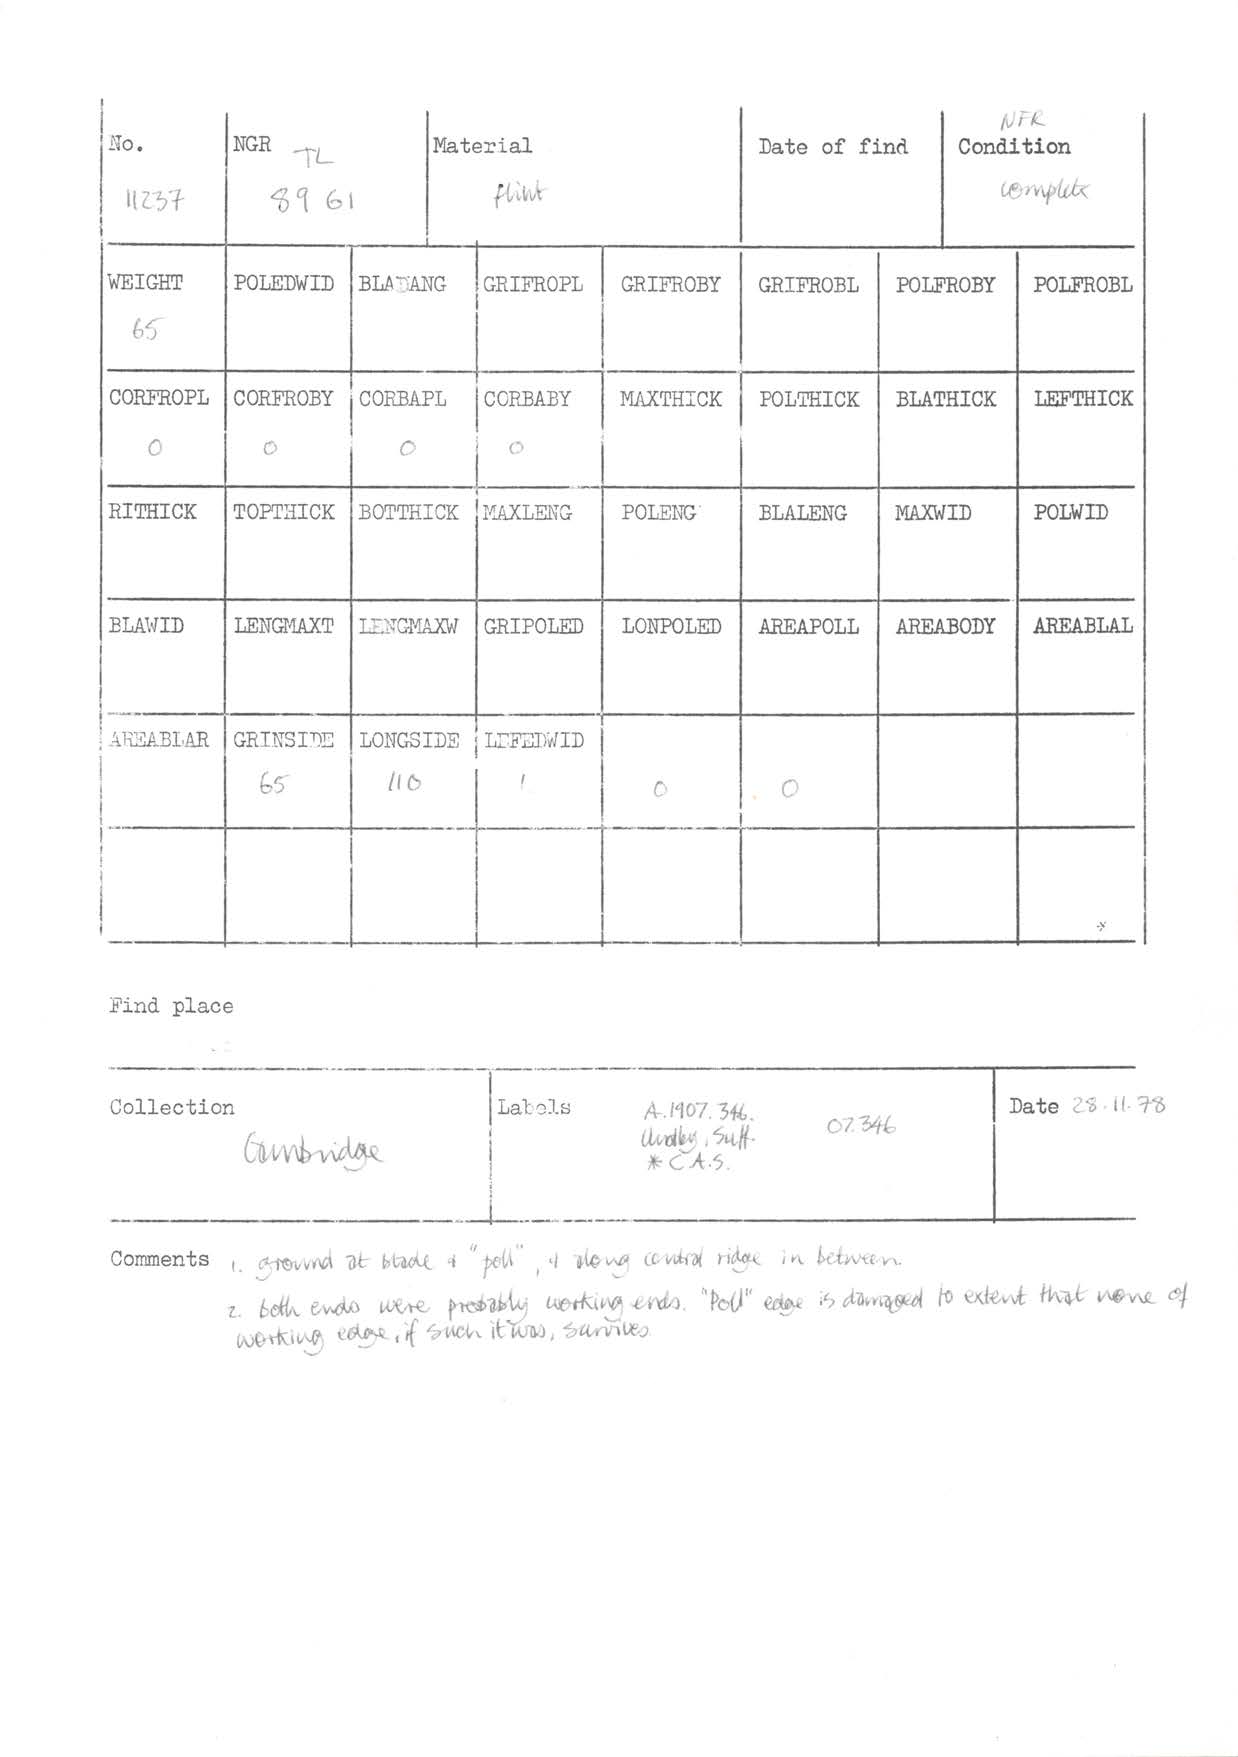 No. NGR TL Material Date of find NFR Condition
11237 89 61 flint complete
WEIGHT POLEDWID BLADANG GRIFROPL GRIFROBY GRIFROBL POLFROBY POLFROBL
65
CORFROPL CORFROBY CORBAPL CORBABY MAXTHICK POLTHICK BLATHICK LEFTHICK
0 0 0 0
RITHICK TOPTHICK BOTTHICK MAXLENG POLENG BLALENG MAXWID POLWID
BLAWID LENGMAXT LENGMAXW GRIPOLED LONPOLED AREAPOLL AREABODY AREABLAL
AREABLAR GRINSIDE LONGSIDE LEFEDWID
65 110 1 0 0
Find place
Collection Labels A.1907.346. 07.346 Date 28.11.78
Cambridge Undley, Suff.
* C.A.S.
Comments 1. ground at blade & "poll", & along central ridge in between.
2. both ends were probably working ends. "Poll" edge is damaged to extent that none of
working edge, if such it was, survives.